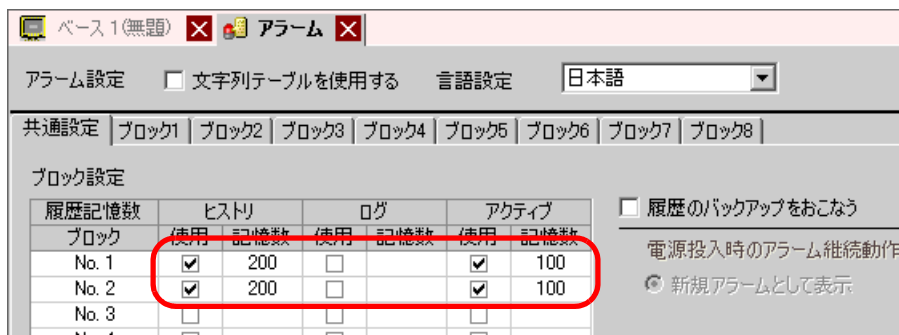 ベース1(無題) アラーム
アラーム設定 文字列テーブルを使用する 言語設定 日本語
共通設定 ブロック1 ブロック2 ブロック3 ブロック4 ブロック5 ブロック6 ブロック7 ブロック8
ブロック設定
履歴記憶数 ヒストリ ログ アクティブ
ブロック 使用 記憶数 使用 記憶数 使用 記憶数
No. 1 200 100
No. 2 200 100
No. 3
履歴のバックアップをおこなう
電源投入時のアラーム継続動作
新規アラームとして表示